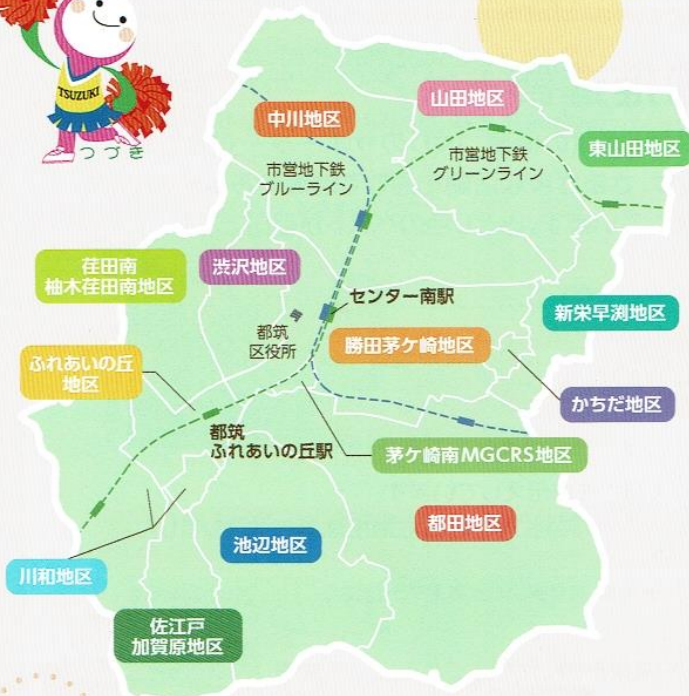 TSUZUKI
つづき
中川地区
山田地区
東山田地区
市営地下鉄
ブルーライン
市営地下鉄
グリーンライン
荏田南
柚木荏田南地区
渋沢地区
センター南駅
新栄早渕地区
都筑
区役所
勝田茅ケ崎地区
ふれあいの丘
地区
かちだ地区
都筑
ふれあいの丘駅
茅ケ崎南MGCRS地区
都田地区
池辺地区
川和地区
佐江戸
加賀原地区